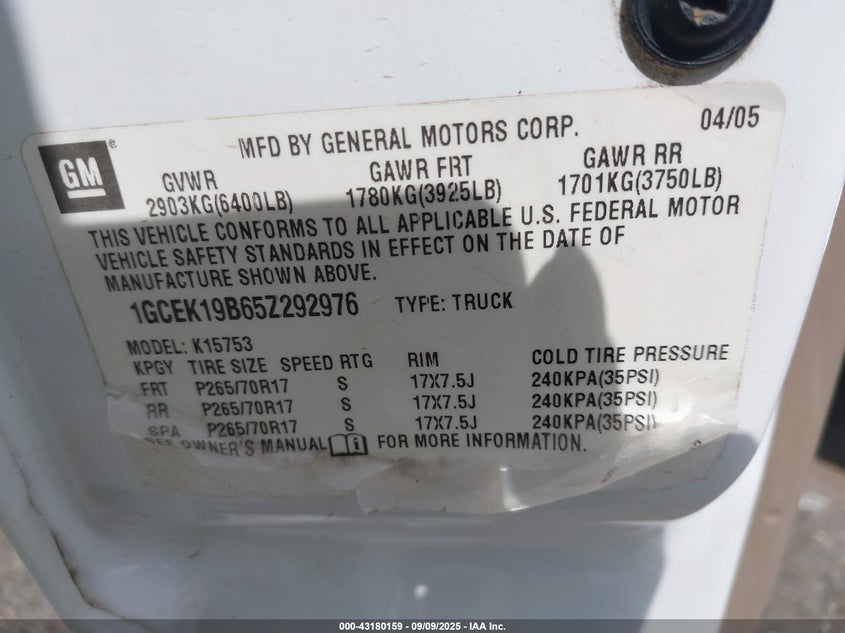 MFD BY GENERAL MOTORS CORP. 04/05
GM®
GVWR GAWR FRT GAWR RR
2903KG(6400LB) 1780KG(3925LB) 1701KG(3750LB)
THIS VEHICLE CONFORMS TO ALL APPLICABLE U.S. FEDERAL MOTOR
VEHICLE SAFETY STANDARDS IN EFFECT ON THE DATE OF
MANUFACTURE SHOWN ABOVE.
1GCEK19B65Z292976 TYPE: TRUCK
MODEL: K15753
KPGY TIRE SIZE SPEED RTG RIM COLD TIRE PRESSURE
FRT P265/70R17 S 17X7.5J 240KPA(35PSI)
RR P265/70R17 S 17X7.5J 240KPA(35PSI)
SPA P265/70R17 S 17X7.5J 240KPA(35PSI)
SEE OWNER'S MANUAL FOR MORE INFORMATION.
000-43180159 - 09/09/2025 - IAA Inc.